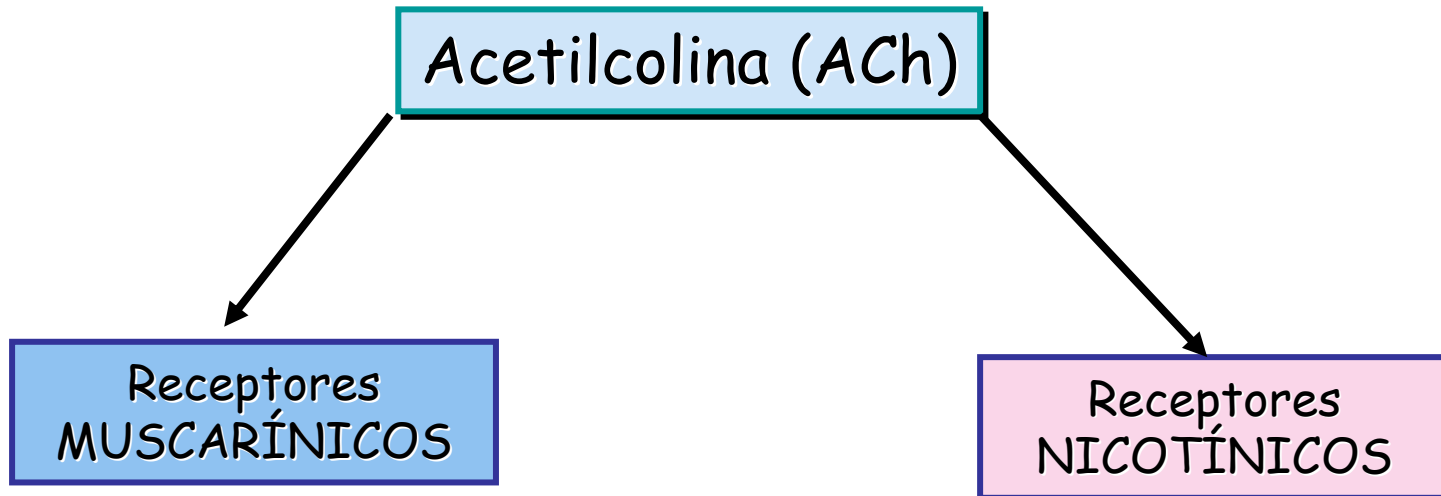 Acetilcolina (ACh)
Receptores
MUSCARÍNICOS
Receptores
NICOTÍNICOS